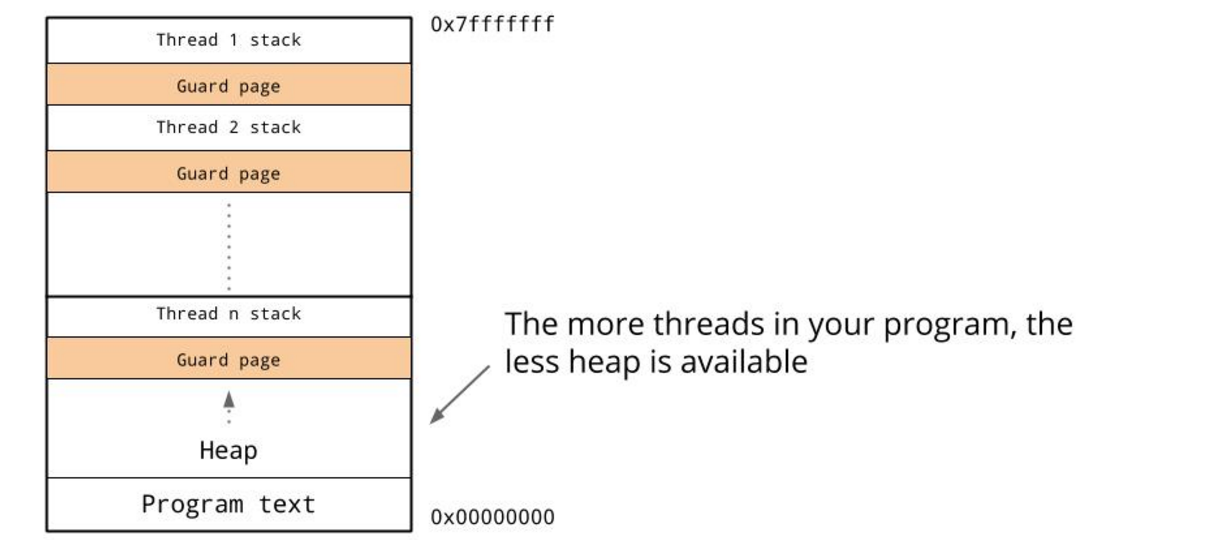 Thread 1 stack
0x7fffffff
Guard page
Thread 2 stack
Guard page
Thread n stack
Guard page
The more threads in your program, the
less heap is available
Heap
Program text
0x00000000